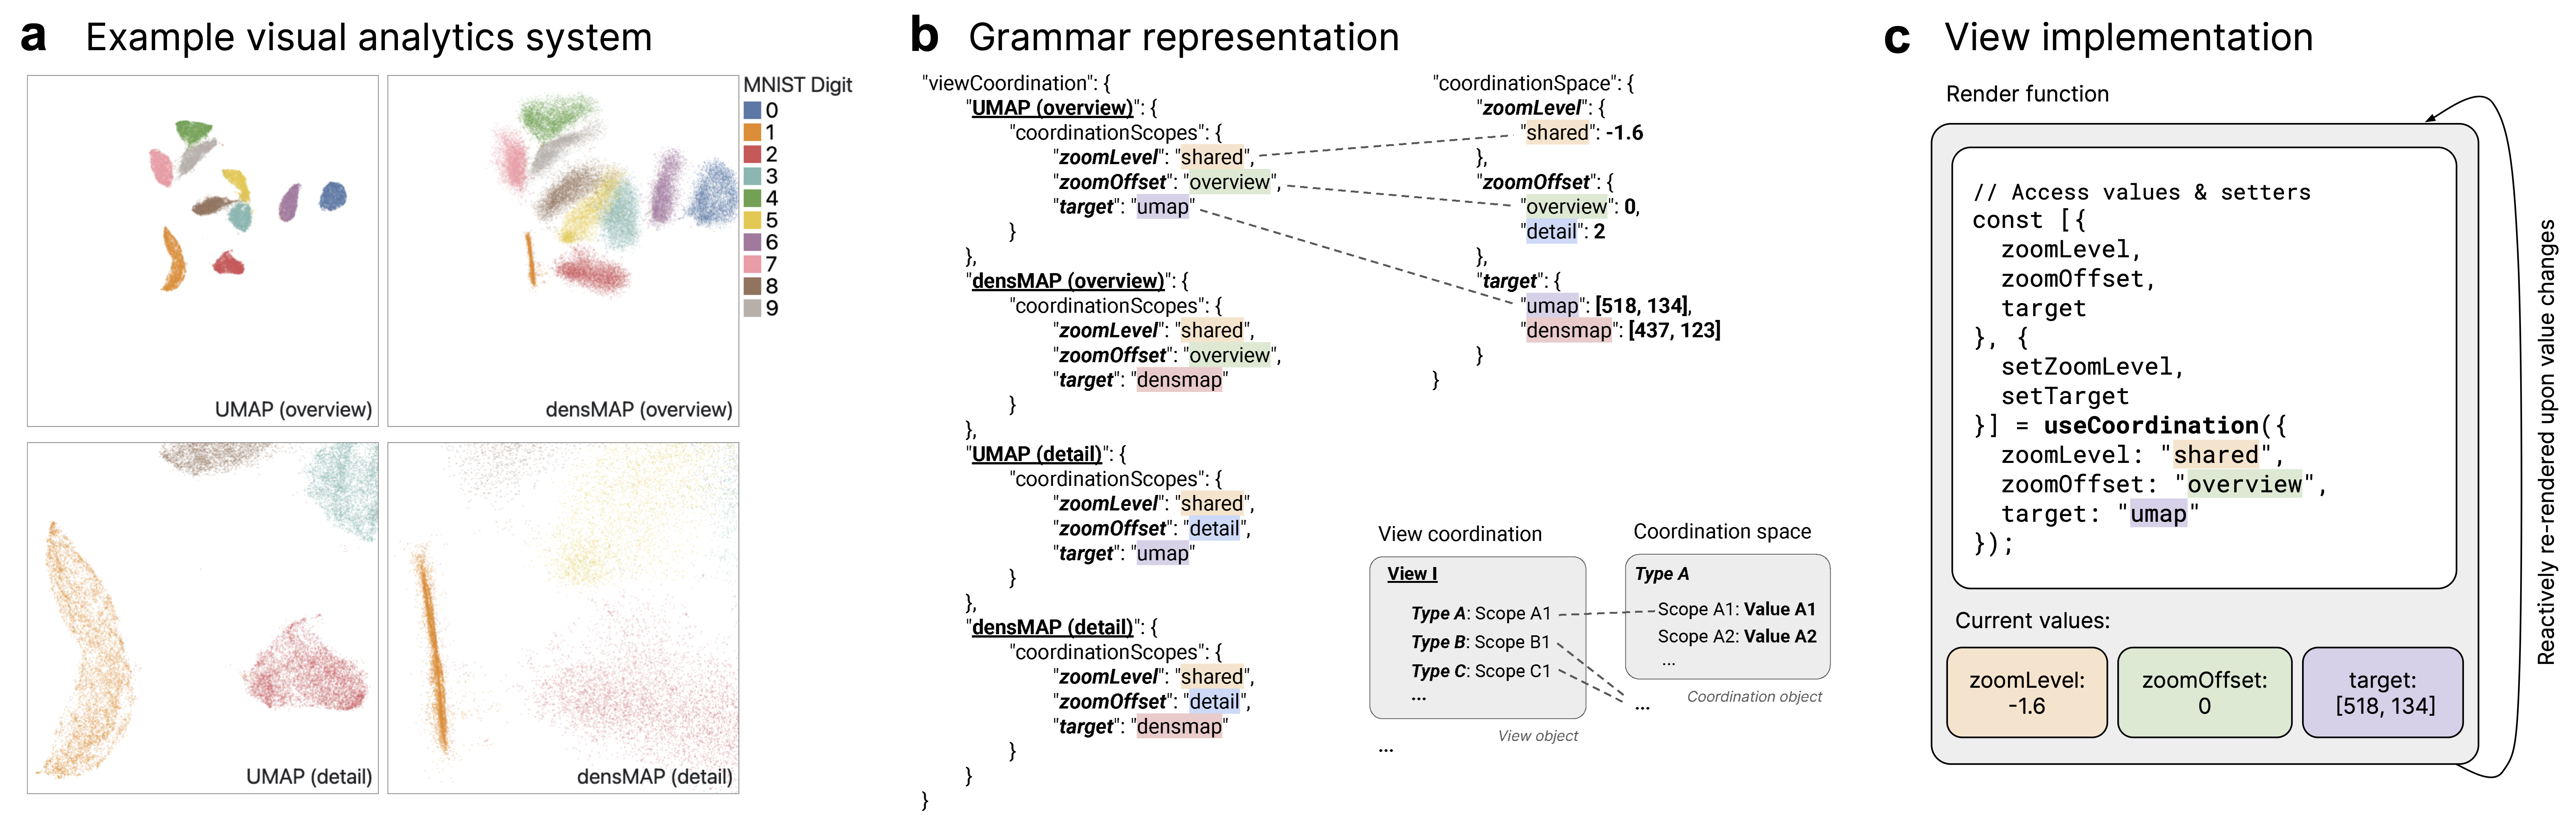 a Example visual analytics system
MNIST Digit
0
1
2
3
4
5
6
7
8
9
UMAP (overview)
densMAP (overview)
UMAP (detail)
densMAP (detail)
b Grammar representation
"viewCoordination": {
"UMAP (overview)": {
"coordinationScopes": {
"zoomLevel": "shared",
"zoomOffset": "overview",
"target": "umap"
}
},
"densMAP (overview)": {
"coordinationScopes": {
"zoomLevel": "shared",
"zoomOffset": "overview",
"target": "densmap"
}
},
"UMAP (detail)": {
"coordinationScopes": {
"zoomLevel": "shared",
"zoomOffset": "detail",
"target": "umap"
}
},
"densMAP (detail)": {
"coordinationScopes": {
"zoomLevel": "shared",
"zoomOffset": "detail",
"target": "densmap"
}
}
}
"coordinationSpace": {
"zoomLevel": {
"shared": -1.6
},
"zoomOffset": {
"overview": 0,
"detail": 2
},
"target": {
"umap": [518, 134],
"densmap": [437, 123]
}
}
View coordination
View I
Type A: Scope A1
Type B: Scope B1
Type C: Scope C1
...
View object
...
Coordination space
Type A
Scope A1: Value A1
Scope A2: Value A2
...
Coordination object
...
c View implementation
Render function
// Access values & setters
const [{
zoomLevel,
zoomOffset,
target
}, {
setZoomLevel,
setTarget
}] = useCoordination({
zoomLevel: "shared",
zoomOffset: "overview",
target: "umap"
});
Current values:
zoomLevel:
-1.6
zoomOffset:
0
target:
[518, 134]
Reactively re-rendered upon value changes